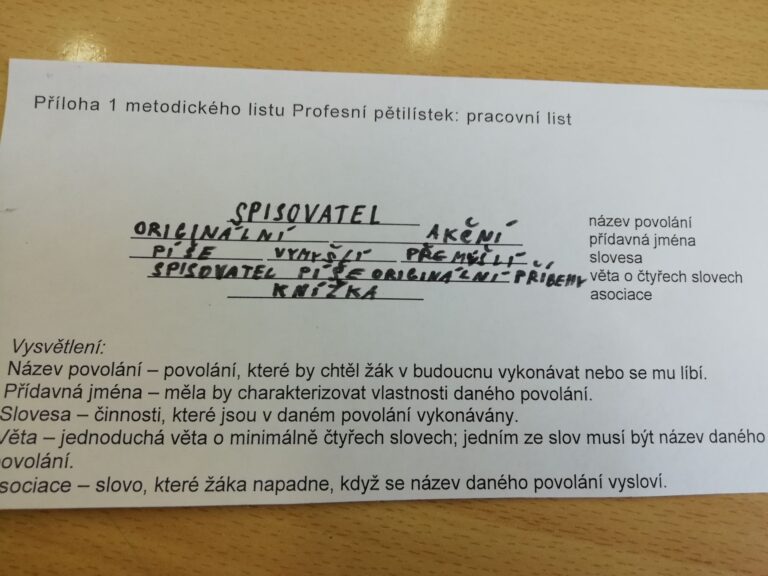 Příloha 1 metodického listu Profesní pětilístek: pracovní list
SPISOVATEL název povolání
ORIGINÁLNÍ AKČNÍ přídavná jména
PÍŠE VYMYŠLÍ PŘEMÝŠLÍ slovesa
SPISOVATEL PÍŠE ORIGINÁLNÍ PŘÍBĚHY věta o čtyřech slovech
KNÍŽKA asociace
Vysvětlení:
Název povolání – povolání, které by chtěl žák v budoucnu vykonávat nebo se mu líbí.
Přídavná jména – měla by charakterizovat vlastnosti daného povolání.
Slovesa – činnosti, které jsou v daném povolání vykonávány.
Věta – jednoduchá věta o minimálně čtyřech slovech; jedním ze slov musí být název daného
ovolání.
sociace – slovo, které žáka napadne, když se název daného povolání vysloví.